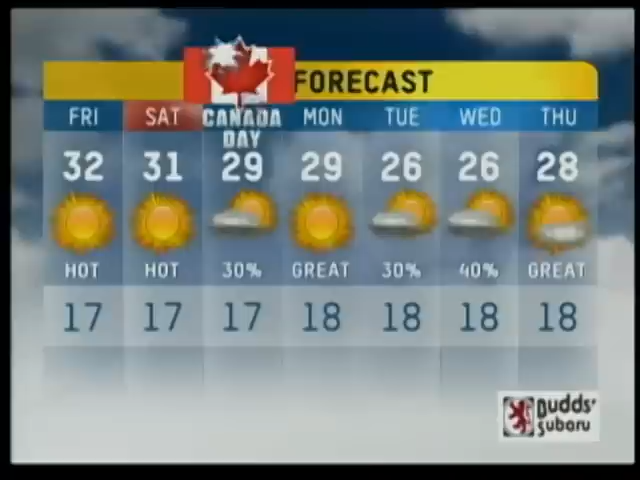 FORECAST
FRI SAT CANADA DAY MON TUE WED THU
32 31 29 29 26 26 28
HOT HOT 30% GREAT 30% 40% GREAT
17 17 17 18 18 18 18
Budds'
Subaru